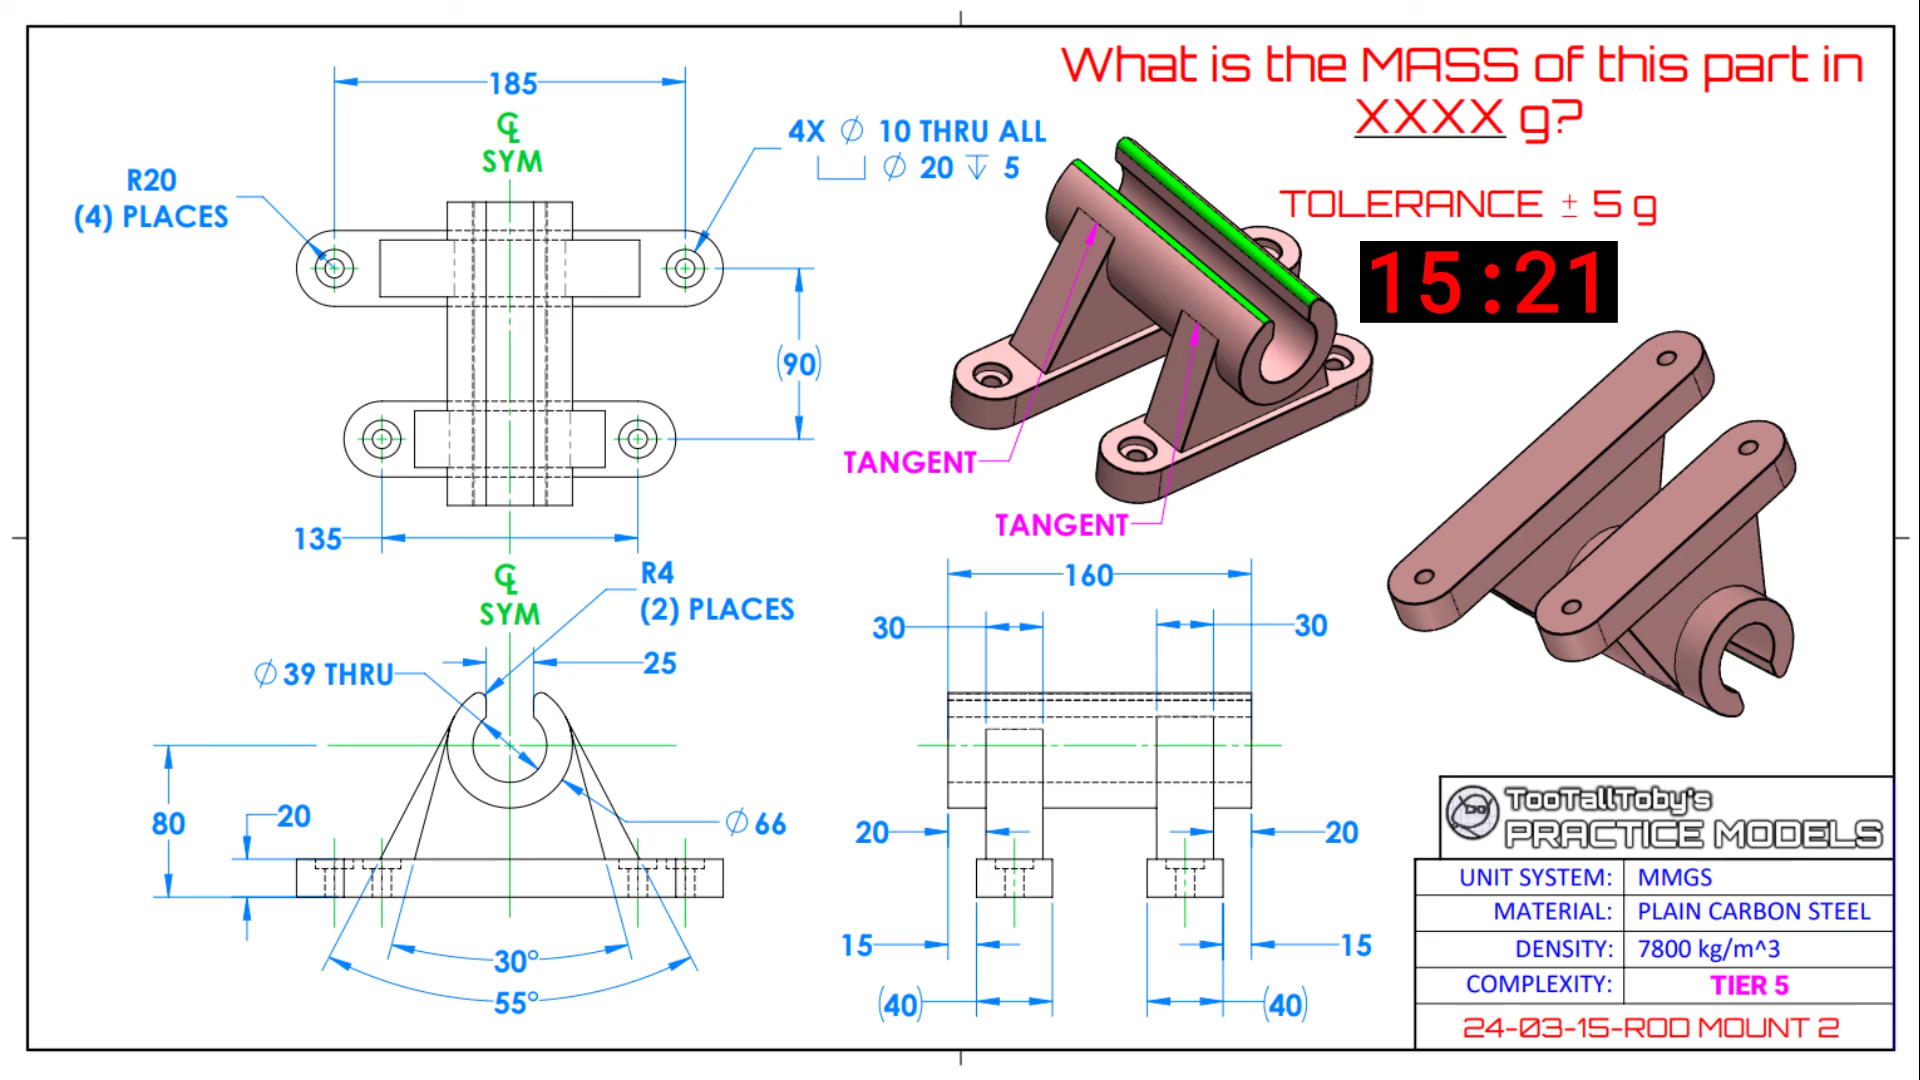 What is the MASS of this part in
XXXX g?
TOLERANCE ± 5 g
15:21
185
℄
SYM
4X ∅ 10 THRU ALL
⌴ ∅ 20 ↧ 5
R20
(4) PLACES
(90)
135
TANGENT
TANGENT
℄
SYM
R4
(2) PLACES
25
∅ 39 THRU
80
20
∅ 66
30°
55°
160
30
30
20
20
15
15
(40)
(40)
TooTallToby's
PRACTICE MODELS
UNIT SYSTEM: MMGS
MATERIAL: PLAIN CARBON STEEL
DENSITY: 7800 kg/m^3
COMPLEXITY: TIER 5
24-03-15-ROD MOUNT 2